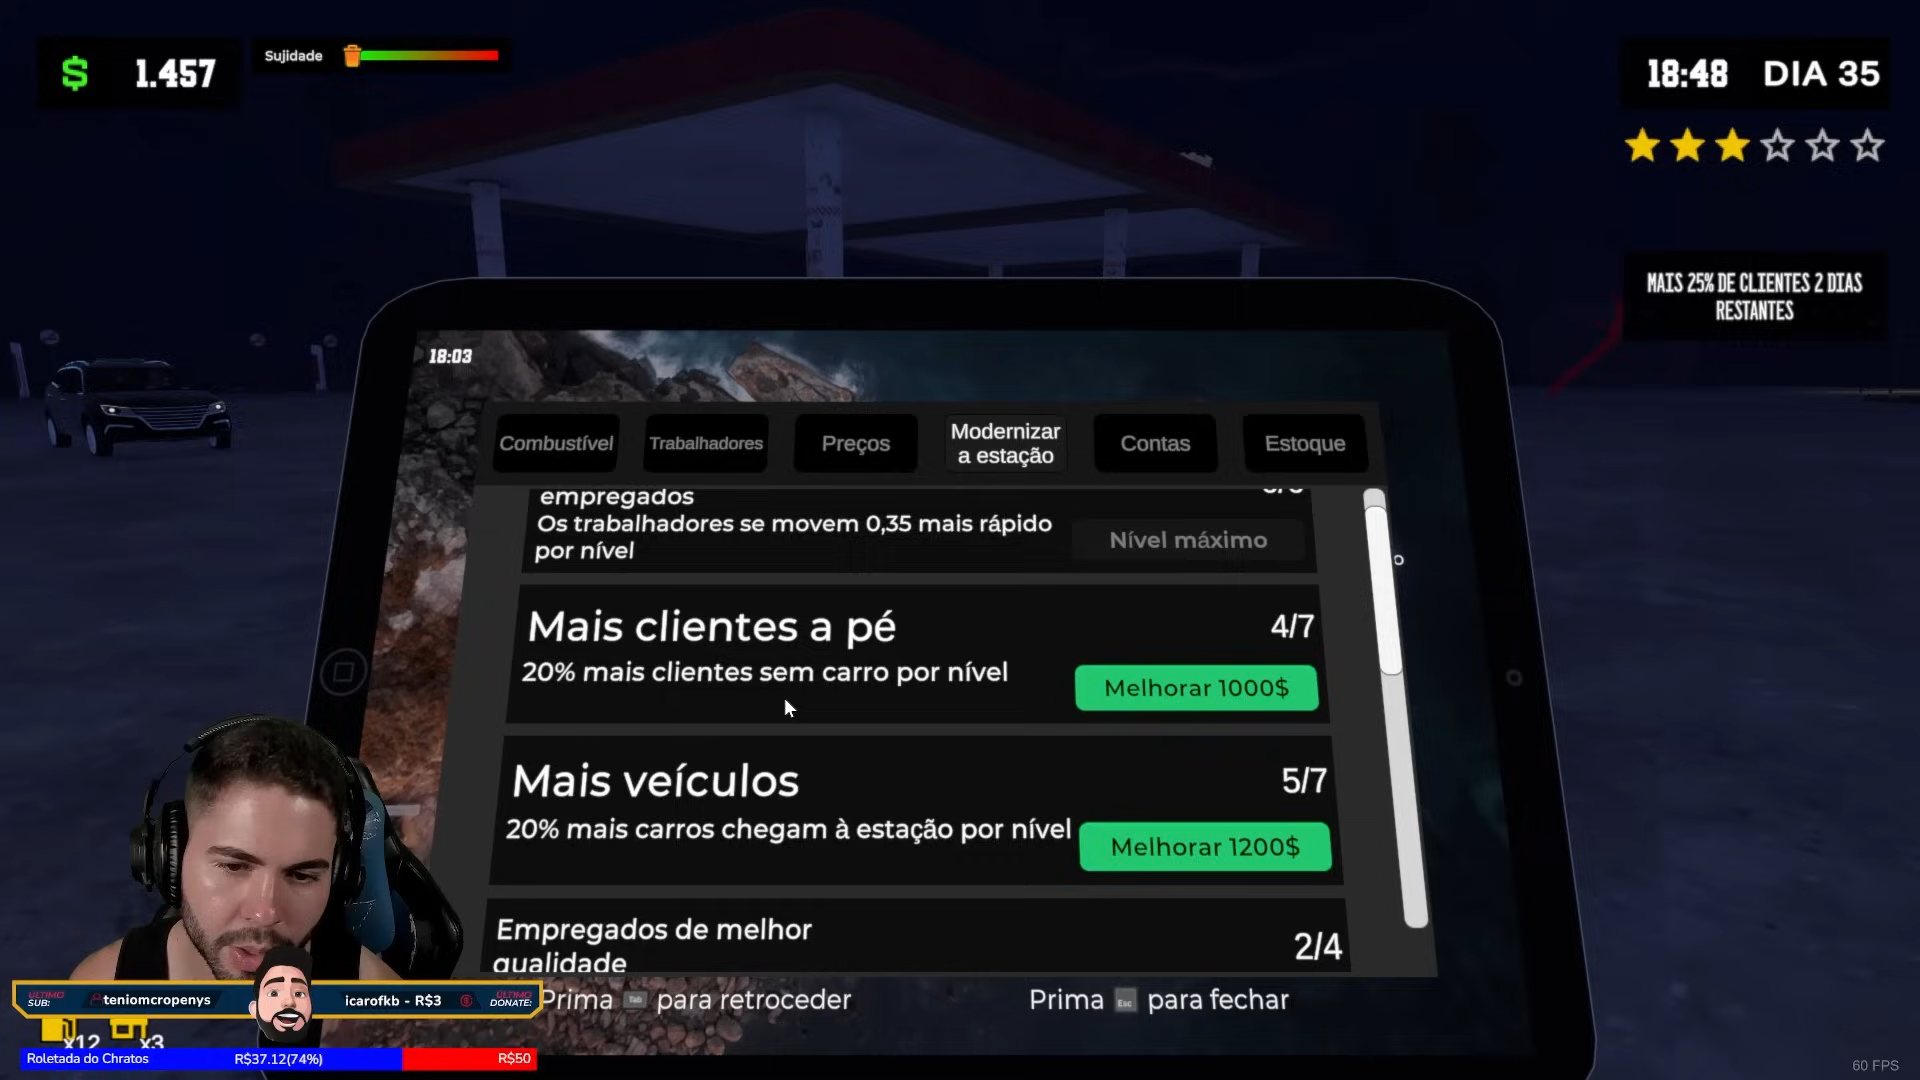 $ 1.457
Sujidade
18:48 DIA 35
MAIS 25% DE CLIENTES 2 DIAS
RESTANTES
18:03
Combustível
Trabalhadores
Preços
Modernizar
a estação
Contas
Estoque
empregados
Os trabalhadores se movem 0,35 mais rápido
por nível
Nível máximo
Mais clientes a pé
4/7
20% mais clientes sem carro por nível
Melhorar 1000$
Mais veículos
5/7
20% mais carros chegam à estação por nível
Melhorar 1200$
Empregados de melhor
qualidade
2/4
Prima Tab para retroceder
Prima Esc para fechar
ÚLTIMO
SUB:
teniomcropenys
icarofkb - R$3
ÚLTIMO
DONATE:
x12
x3
Roletada do Chratos
R$37.12(74%)
R$50
60 FPS